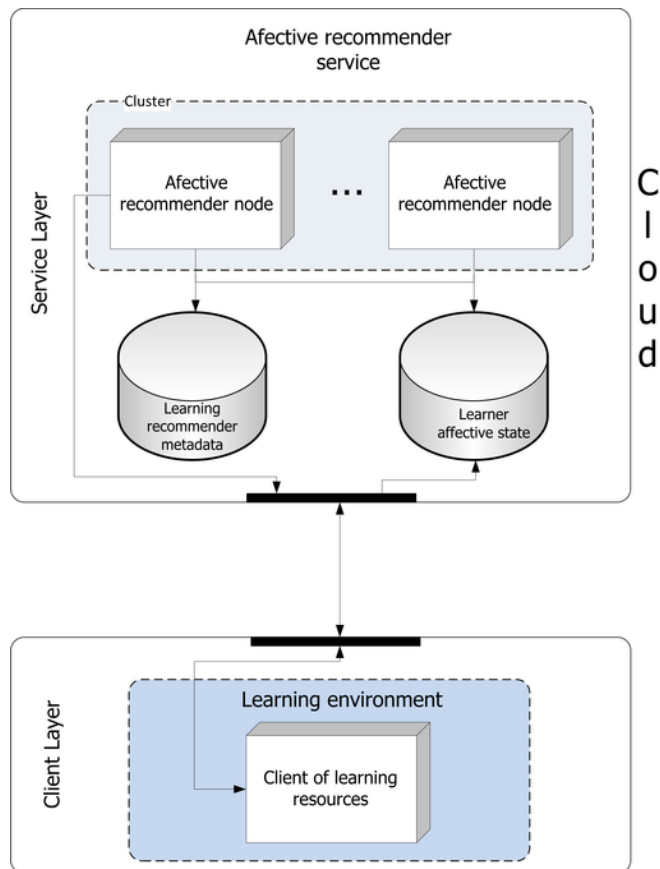 Afective recommender
service
Cluster
Afective
recommender node
...
Afective
recommender node
Service Layer
Cloud
Learning
recommender
metadata
Learner
affective state
Client Layer
Learning environment
Client of learning
resources